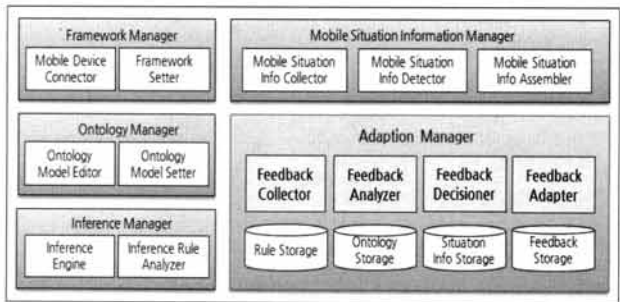 Framework Manager
Mobile Device
Connector
Framework
Setter
Mobile Situation Information Manager
Mobile Situation
Info Collector
Mobile Situation
Info Detector
Mobile Situation
Info Assembler
Ontology Manager
Ontology
Model Editor
Ontology
Model Setter
Inference Manager
Inference
Engine
Inference Rule
Analyzer
Adaption Manager
Feedback
Collector
Feedback
Analyzer
Feedback
Decisioner
Feedback
Adapter
Rule Storage
Ontology
Storage
Situation
Info Storage
Feedback
Storage